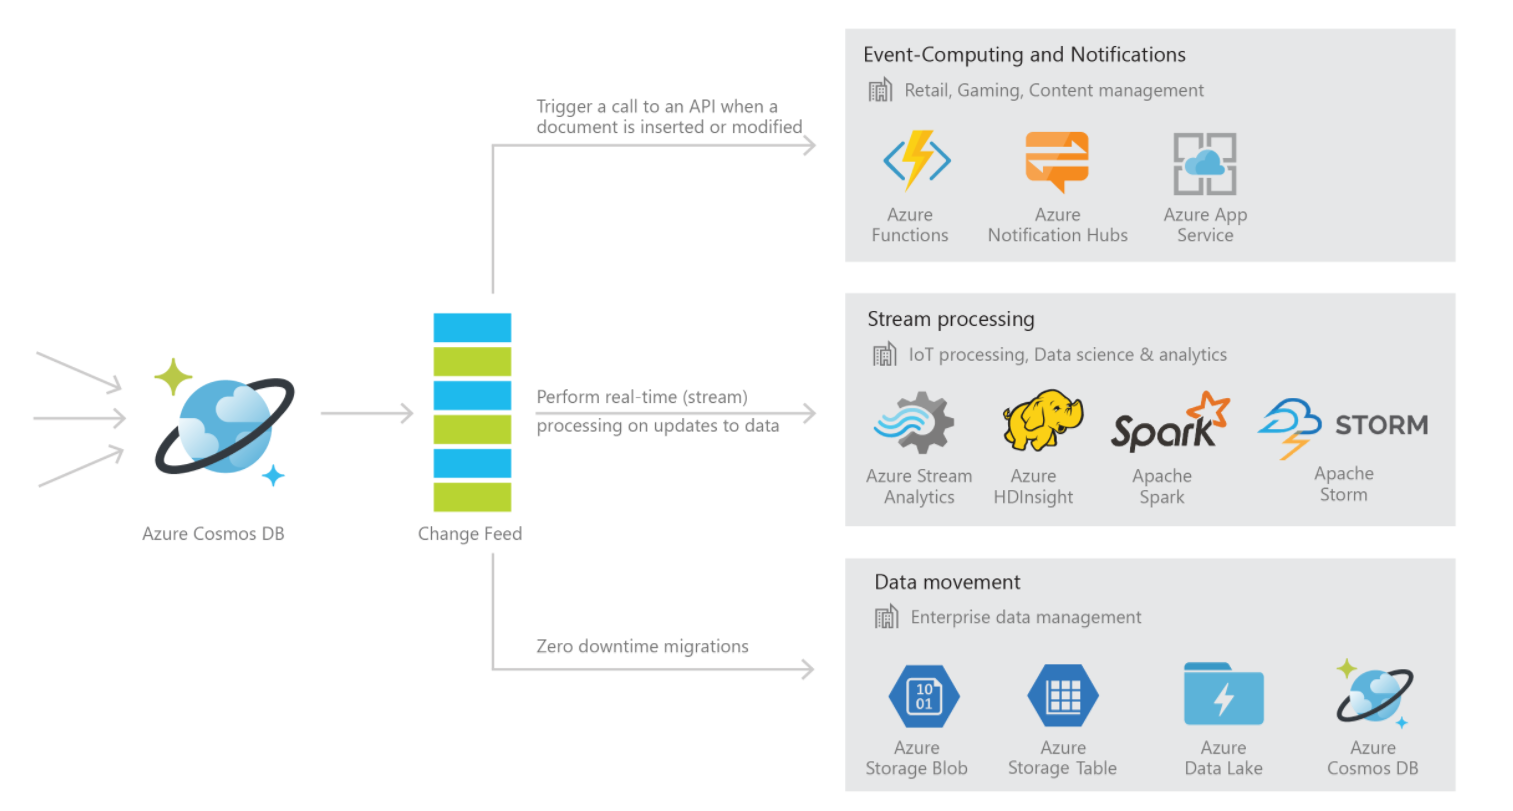 Azure Cosmos DB
Change Feed
Trigger a call to an API when a
document is inserted or modified
Perform real-time (stream)
processing on updates to data
Zero downtime migrations
Event-Computing and Notifications
Retail, Gaming, Content management
Azure
Functions
Azure
Notification Hubs
Azure App
Service
Stream processing
IoT processing, Data science & analytics
Spark
STORM
Azure Stream
Analytics
Azure
HDInsight
Apache
Spark
Apache
Storm
Data movement
Enterprise data management
10
01
Azure
Storage Blob
Azure
Storage Table
Azure
Data Lake
Azure
Cosmos DB